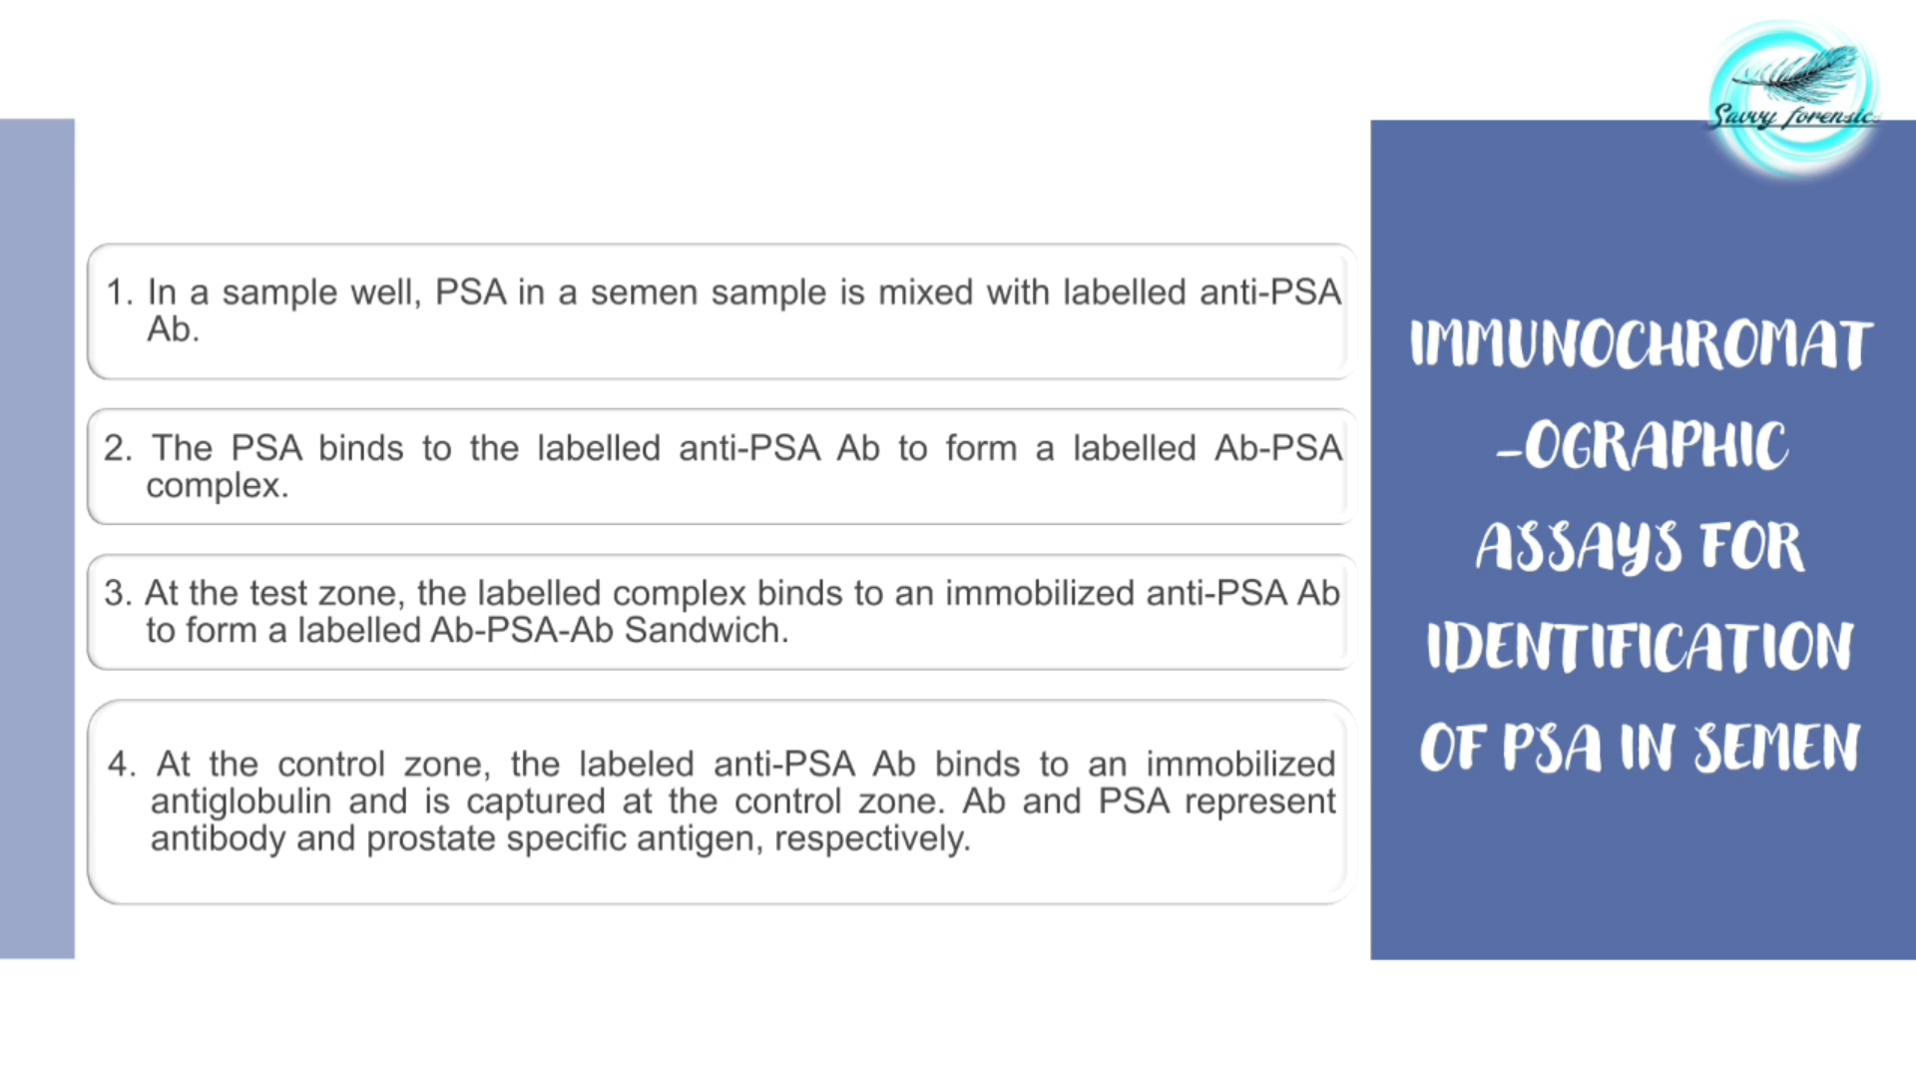 Savvy forensics
1. In a sample well, PSA in a semen sample is mixed with labelled anti-PSA
Ab.
2. The PSA binds to the labelled anti-PSA Ab to form a labelled Ab-PSA
complex.
3. At the test zone, the labelled complex binds to an immobilized anti-PSA Ab
to form a labelled Ab-PSA-Ab Sandwich.
4. At the control zone, the labeled anti-PSA Ab binds to an immobilized
antiglobulin and is captured at the control zone. Ab and PSA represent
antibody and prostate specific antigen, respectively.
IMMUNOCHROMAT
-OGRAPHIC
ASSAYS FOR
IDENTIFICATION
OF PSA IN SEMEN